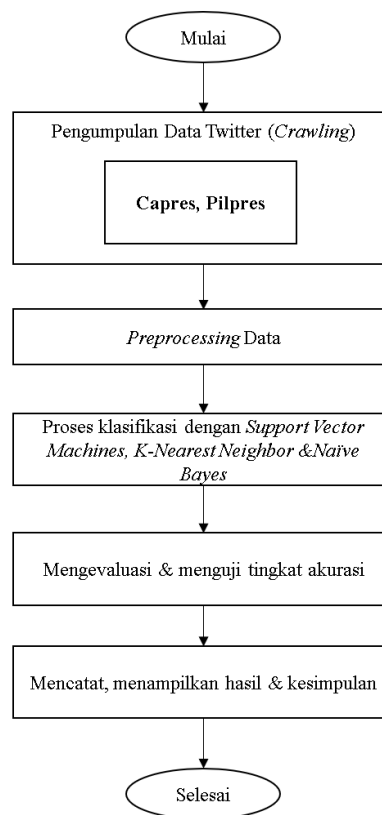 Mulai
Pengumpulan Data Twitter (Crawling)
Capres, Pilpres
Preprocessing Data
Proses klasifikasi dengan Support Vector
Machines, K-Nearest Neighbor &Naïve
Bayes
Mengevaluasi & menguji tingkat akurasi
Mencatat, menampilkan hasil & kesimpulan
Selesai